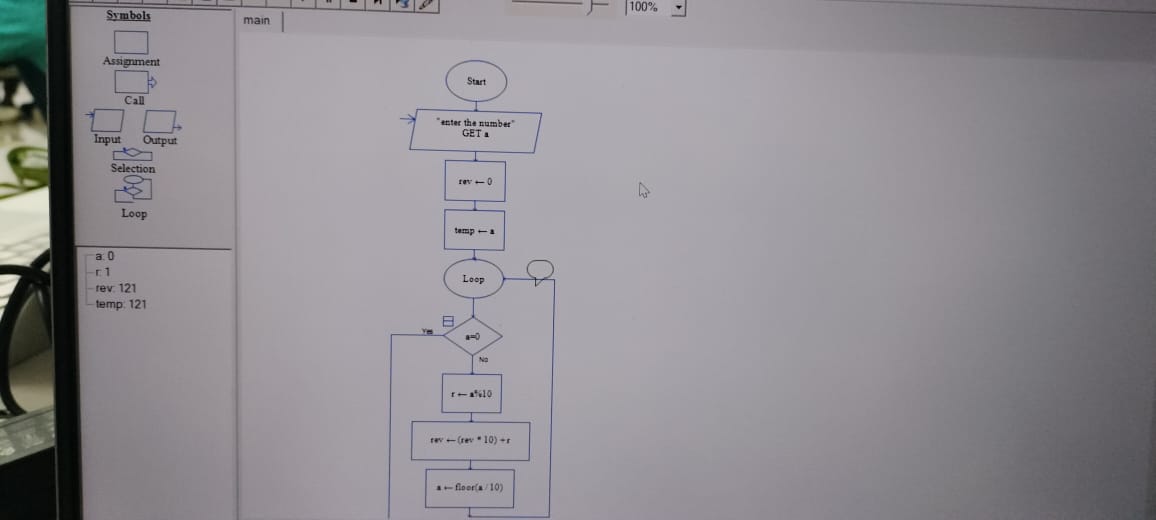 100%
Symbols
main
Assignment
Call
Input Output
Selection
Loop
a: 0
r: 1
rev: 121
temp: 121
Start
"enter the number"
GET a
rev ← 0
temp ← a
Loop
Yes
a=0
No
r ← a%10
rev ← (rev * 10) +r
a ← floor(a / 10)